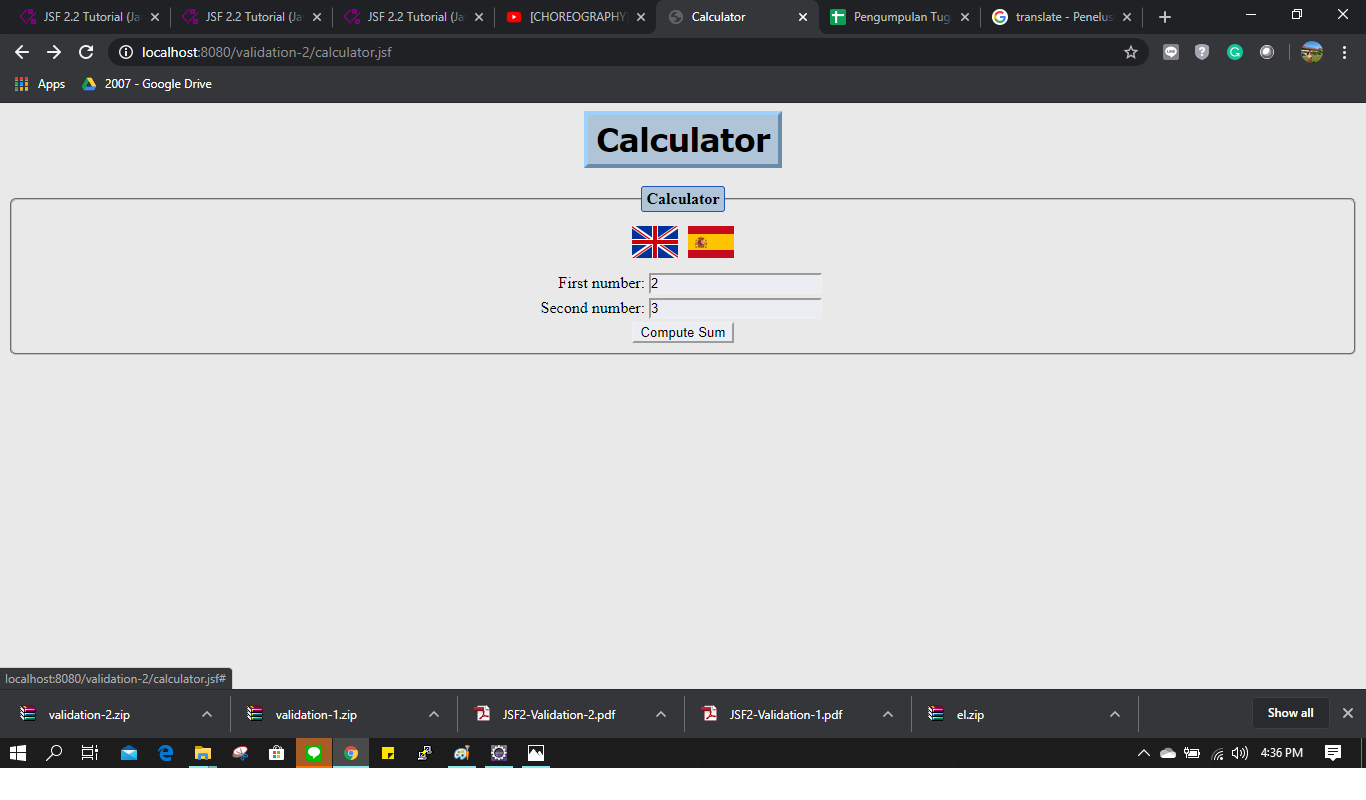 JSF 2.2 Tutorial (Ja
JSF 2.2 Tutorial (Ja
JSF 2.2 Tutorial (Ja
[CHOREOGRAPHY]
Calculator
Pengumpulan Tug
translate - Penelus
localhost:8080/validation-2/calculator.jsf
Apps
2007 - Google Drive
Calculator
Calculator
First number: 2
Second number: 3
Compute Sum
localhost:8080/validation-2/calculator.jsf#
validation-2.zip
validation-1.zip
JSF2-Validation-2.pdf
JSF2-Validation-1.pdf
el.zip
Show all
4:36 PM